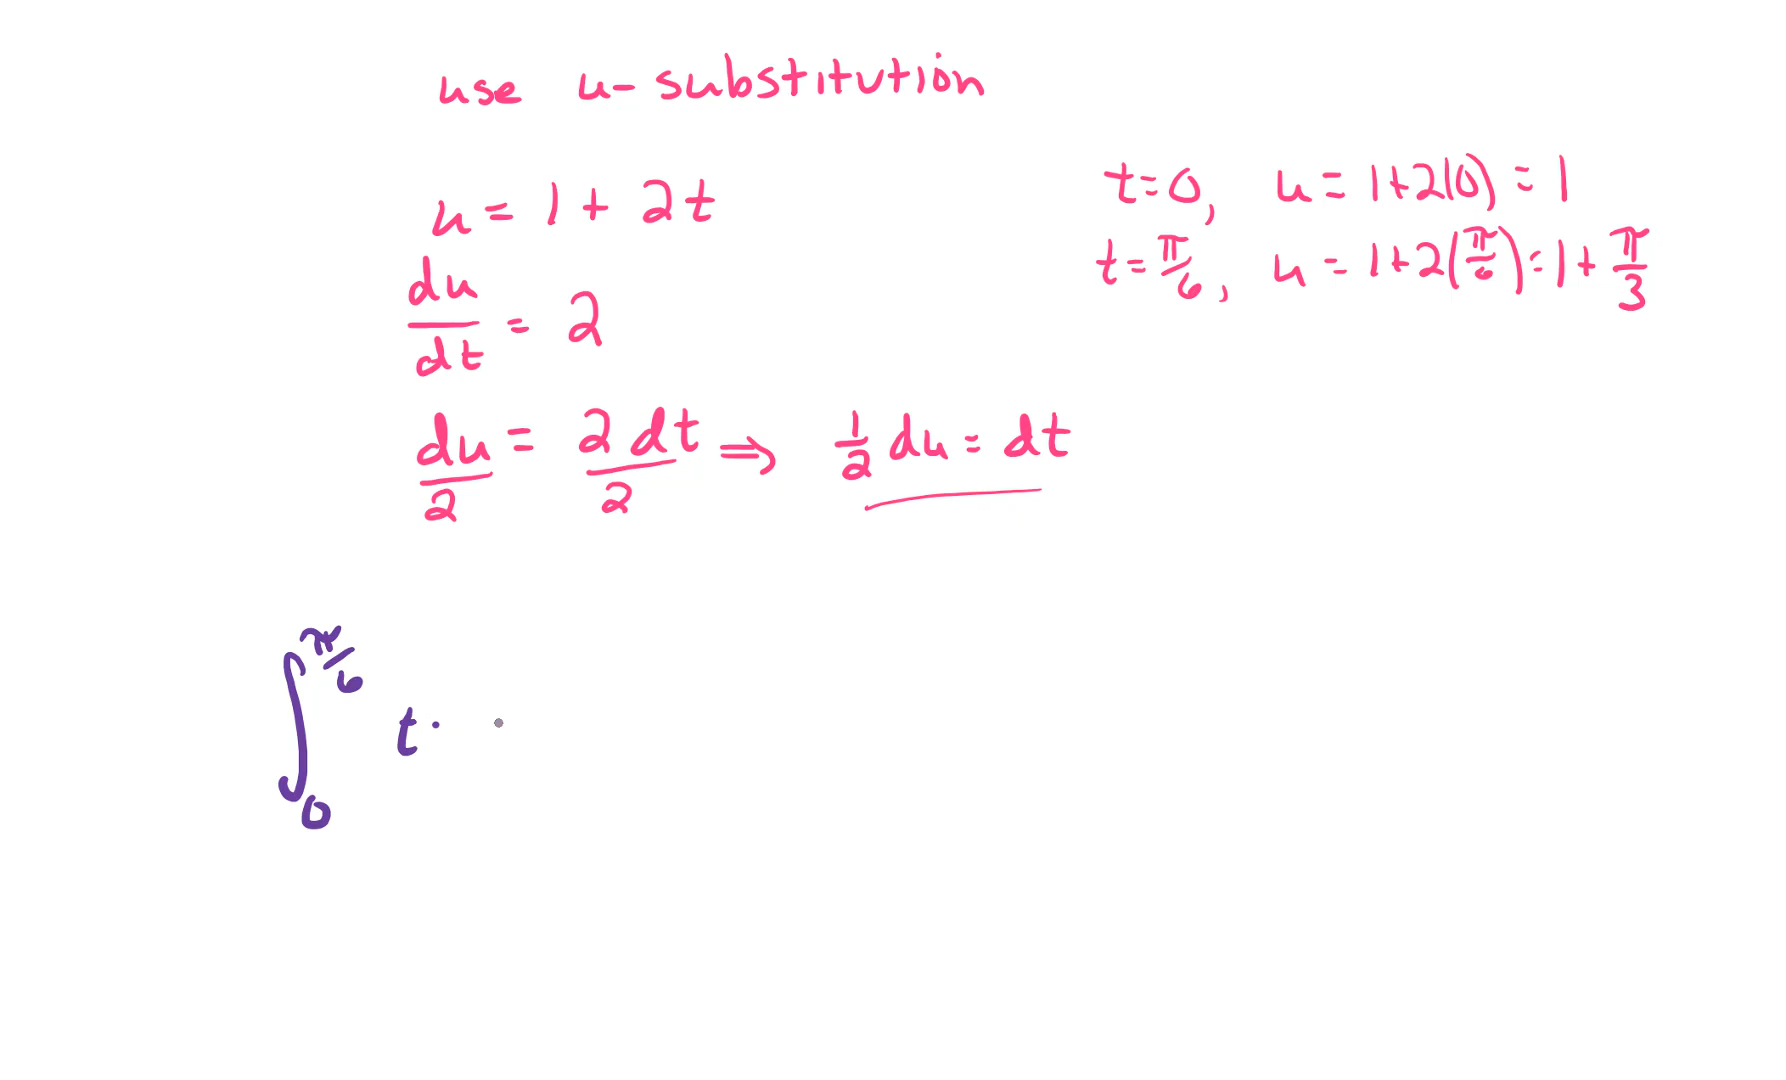 use u-substitution
u = 1 + 2t
du/dt = 2
du/2 = 2dt/2 ⇒ 1/2 du = dt
t=0, u = 1+2(0) = 1
t=π/6, u = 1+2(π/6) = 1 + π/3
∫_0^{π/6} t ·